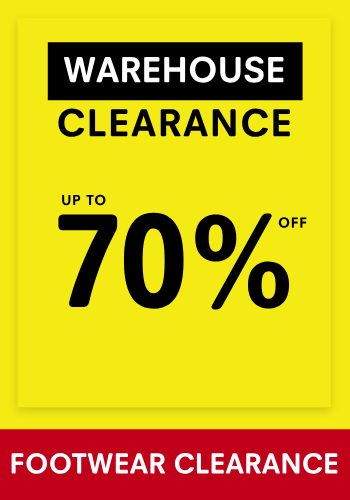 WAREHOUSE
CLEARANCE
UP TO
70% OFF
FOOTWEAR CLEARANCE